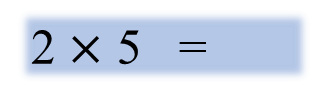 2 × 5 =